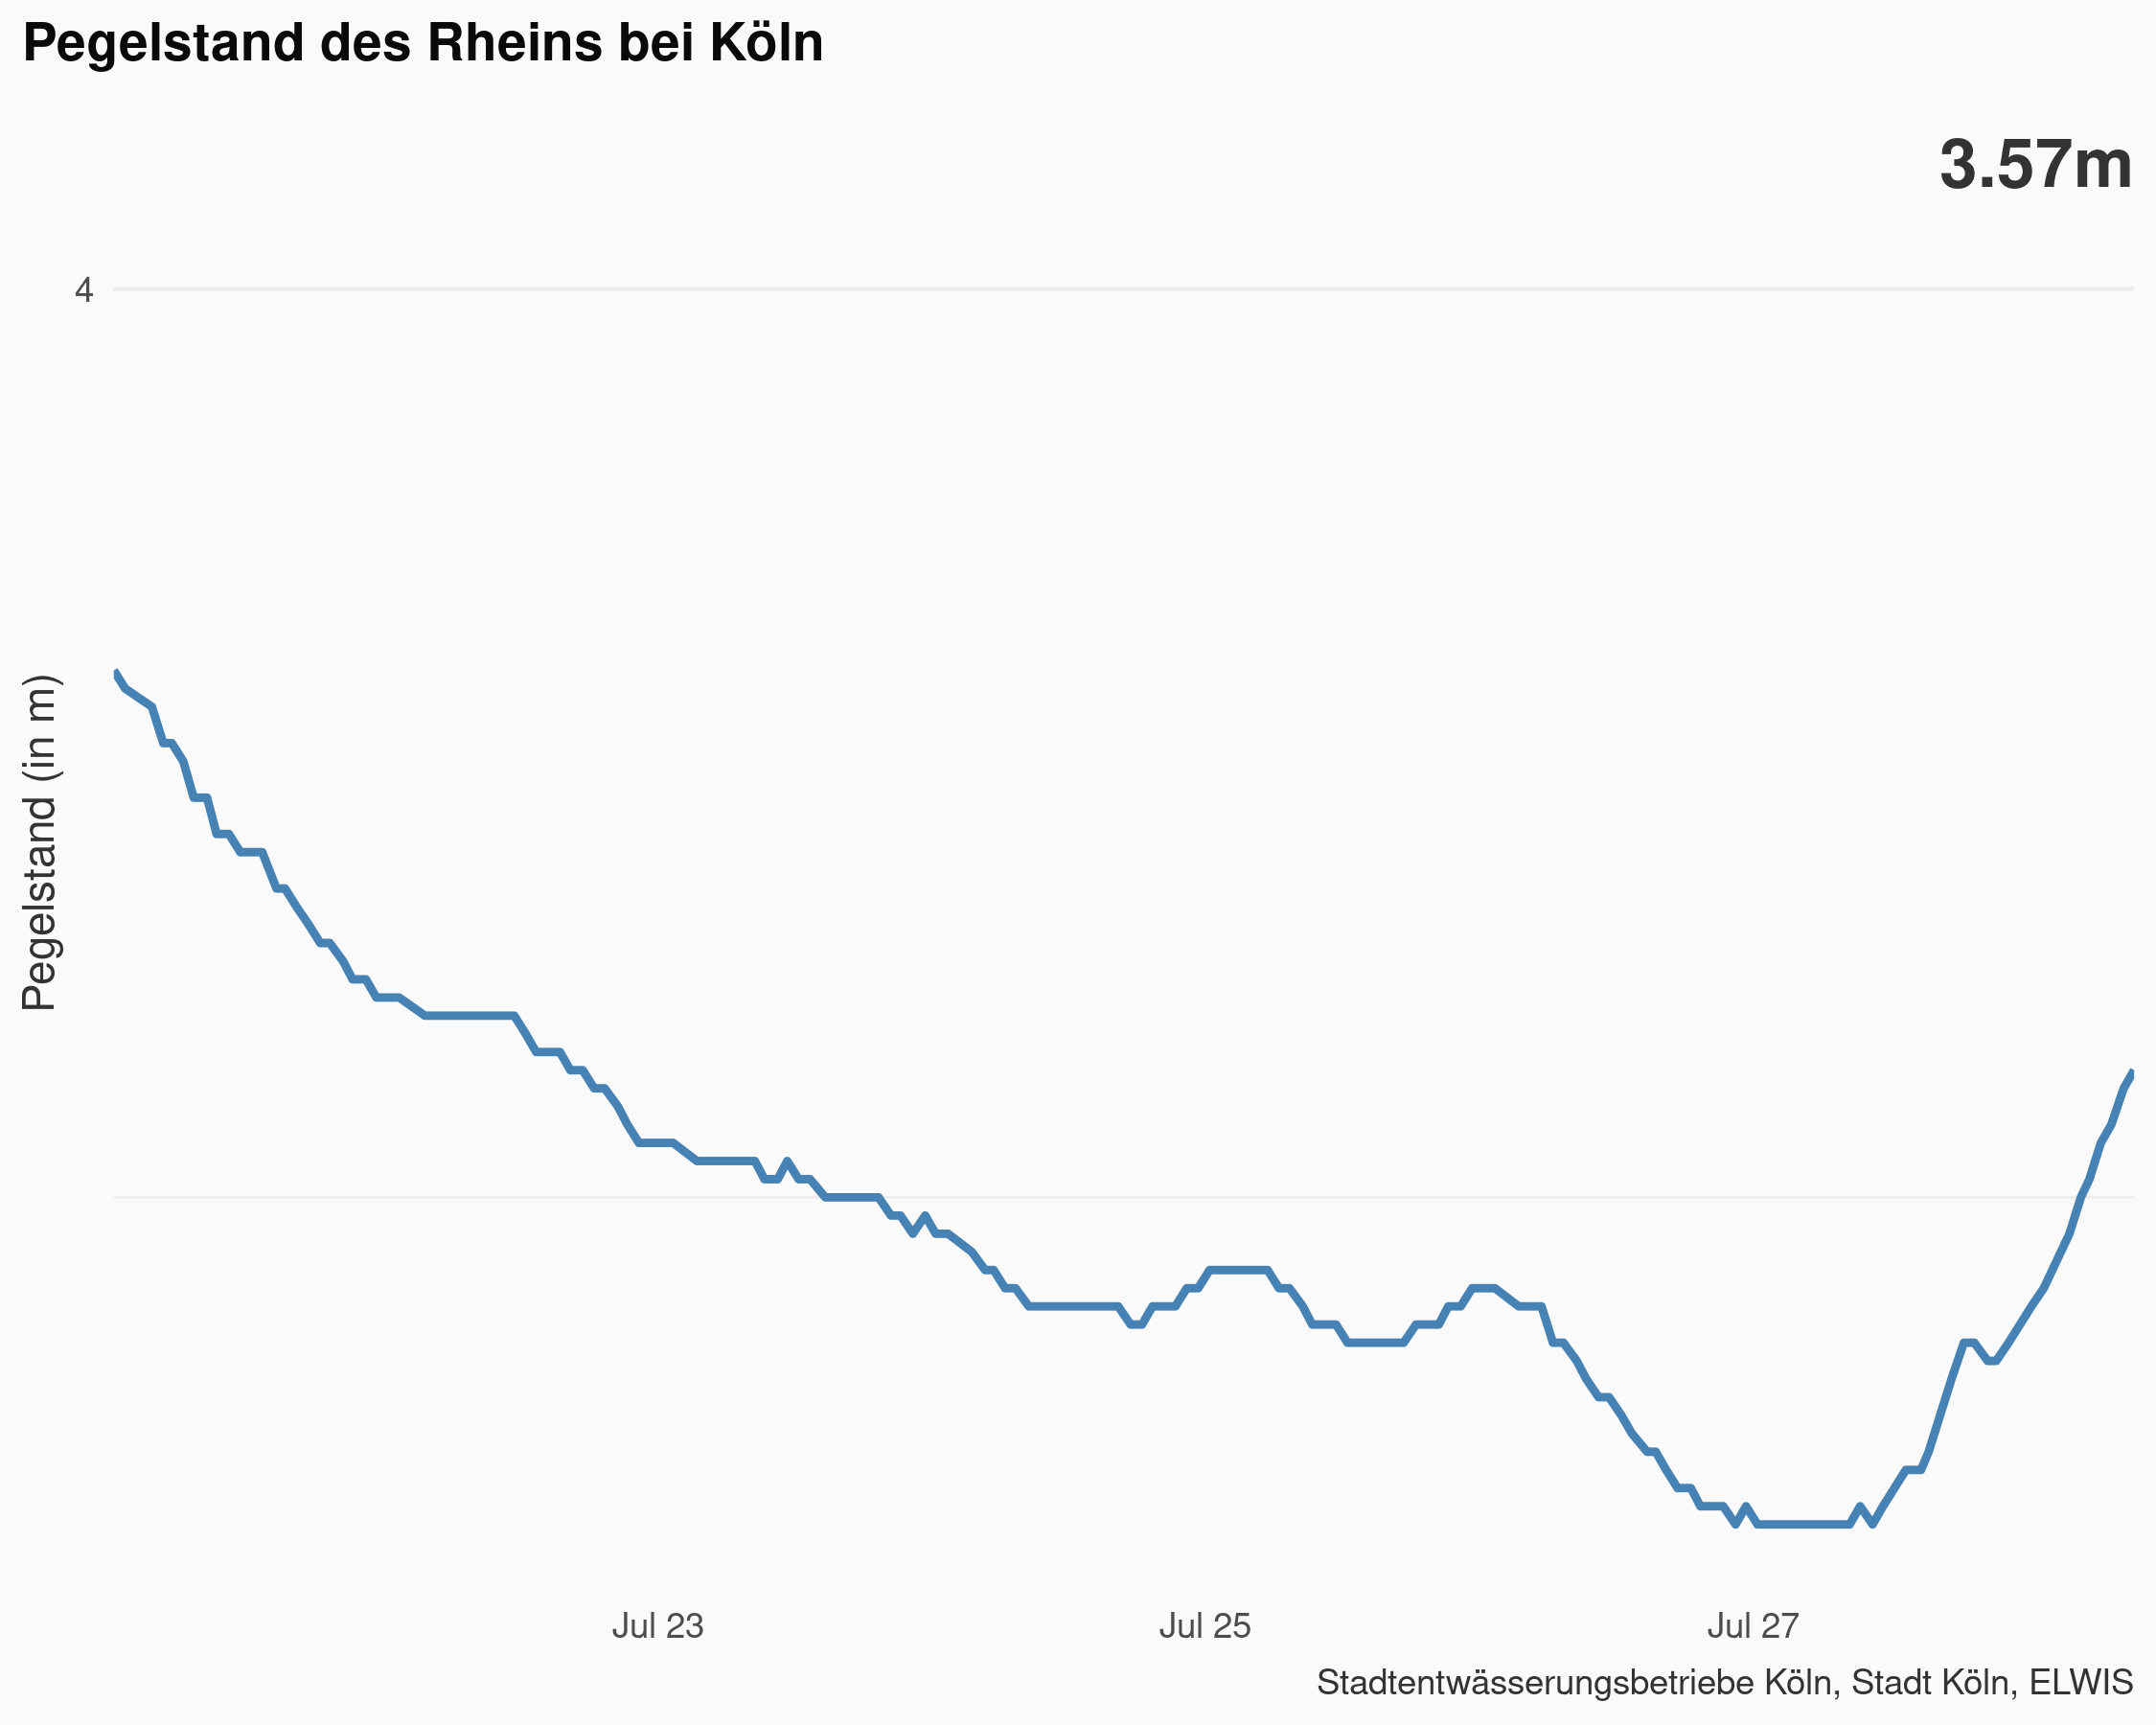 Pegelstand des Rheins bei Köln
3.57m
4
Pegelstand (in m)
Jul 23
Jul 25
Jul 27
Stadtentwässerungsbetriebe Köln, Stadt Köln, ELWIS